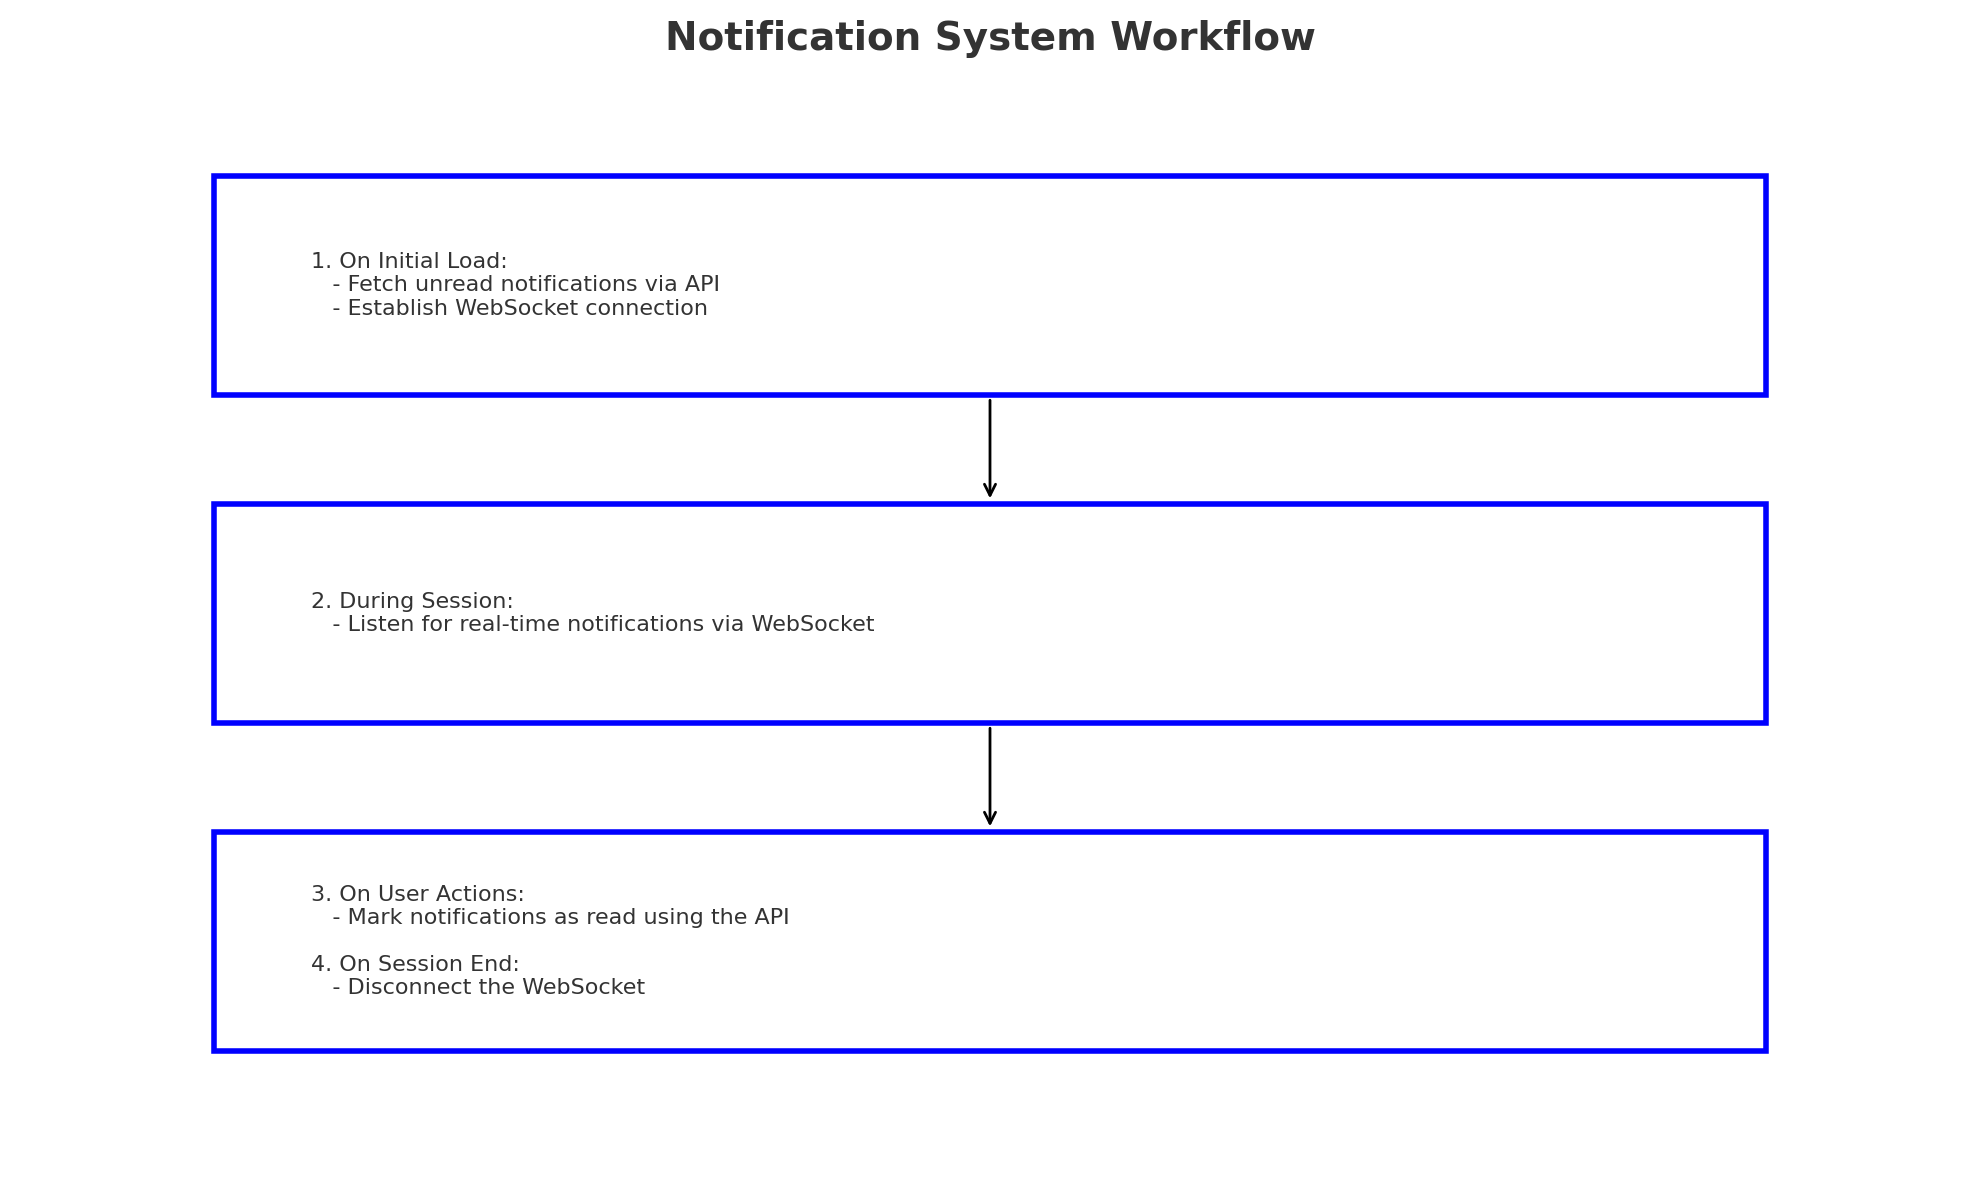 Notification System Workflow
1. On Initial Load:
- Fetch unread notifications via API
- Establish WebSocket connection
2. During Session:
- Listen for real-time notifications via WebSocket
3. On User Actions:
- Mark notifications as read using the API
4. On Session End:
- Disconnect the WebSocket